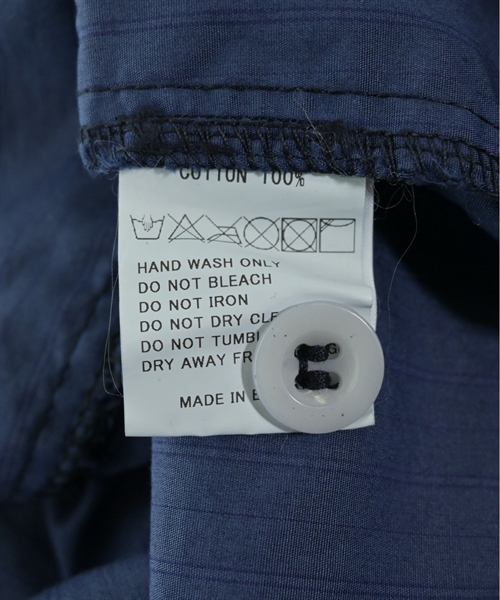 COTTON 100%
HAND WASH ONLY
DO NOT BLEACH
DO NOT IRON
DO NOT DRY CLE
DO NOT TUMBL
DRY AWAY FR
MADE IN